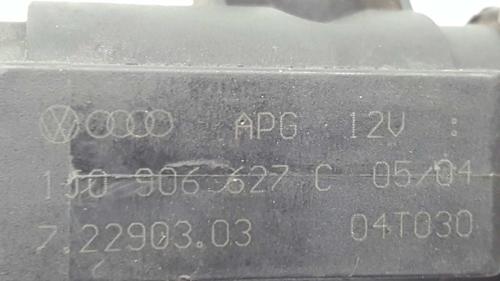 APG 12V :
1J0 906 627 C 05/04
7.22903.03 04T030